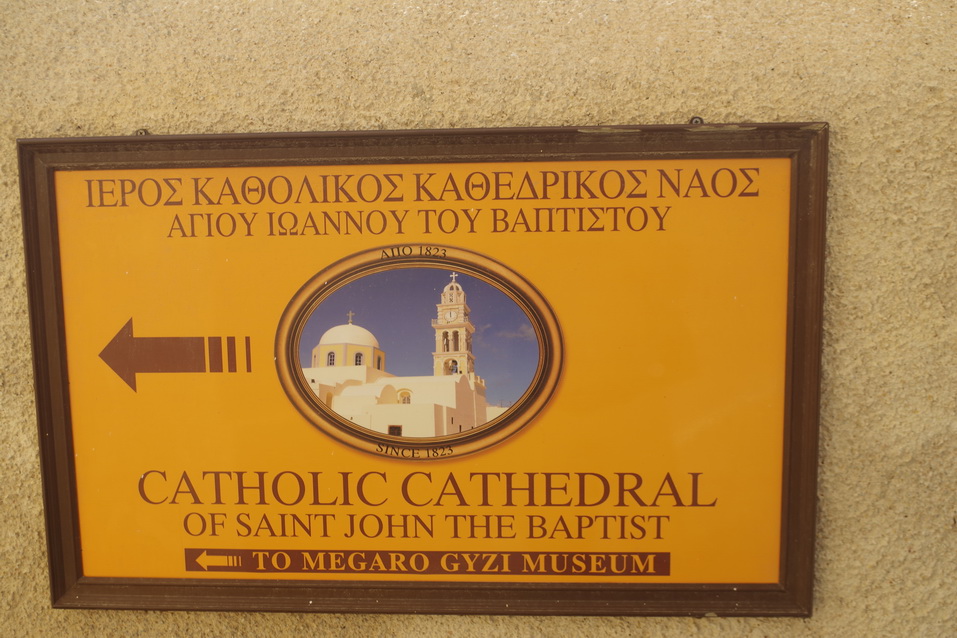 ΙΕΡΟΣ ΚΑΘΟΛΙΚΟΣ ΚΑΘΕΔΡΙΚΟΣ ΝΑΟΣ
ΑΓΙΟΥ ΙΩΑΝΝΟΥ ΤΟΥ ΒΑΠΤΙΣΤΟΥ
ΑΠΟ 1823
SINCE 1823
CATHOLIC CATHEDRAL
OF SAINT JOHN THE BAPTIST
TO MEGARO GYZI MUSEUM